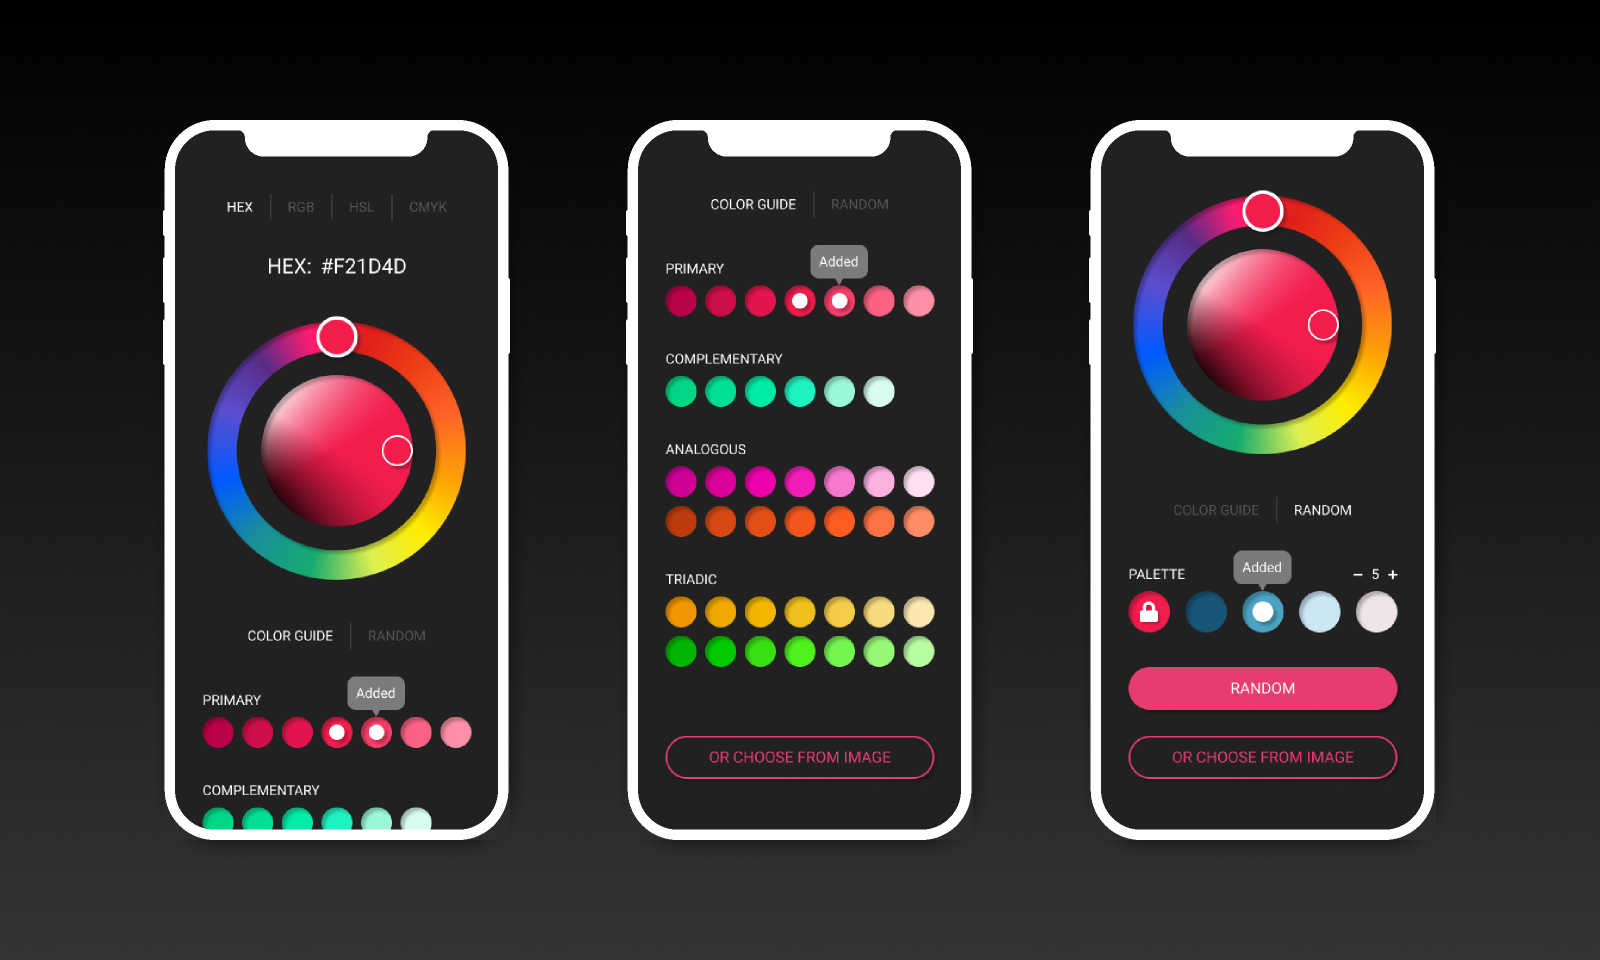 HEX RGB HSL CMYK
HEX: #F21D4D
COLOR GUIDE RANDOM
Added
PRIMARY
COMPLEMENTARY
COLOR GUIDE RANDOM
Added
PRIMARY
COMPLEMENTARY
ANALOGOUS
TRIADIC
OR CHOOSE FROM IMAGE
COLOR GUIDE RANDOM
Added
PALETTE − 5 +
RANDOM
OR CHOOSE FROM IMAGE